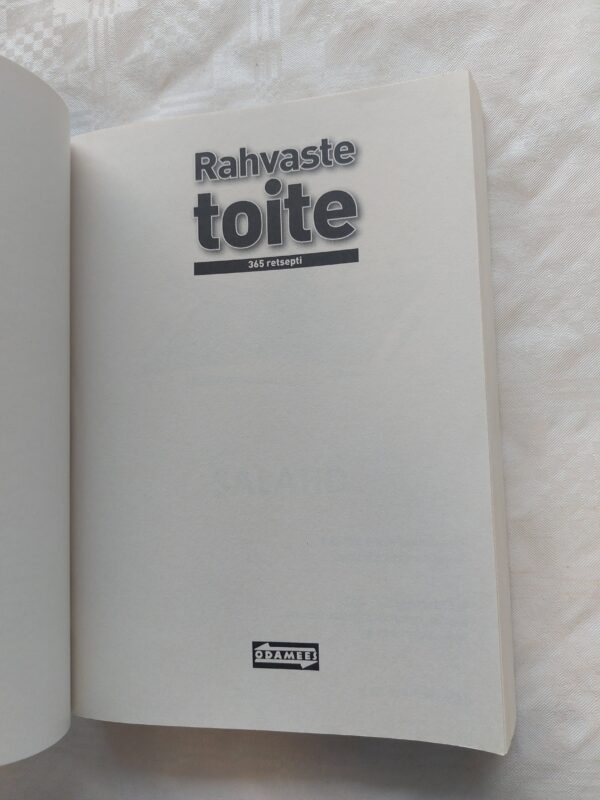 Rahvaste
toite
365 retsepti
ODAMEES